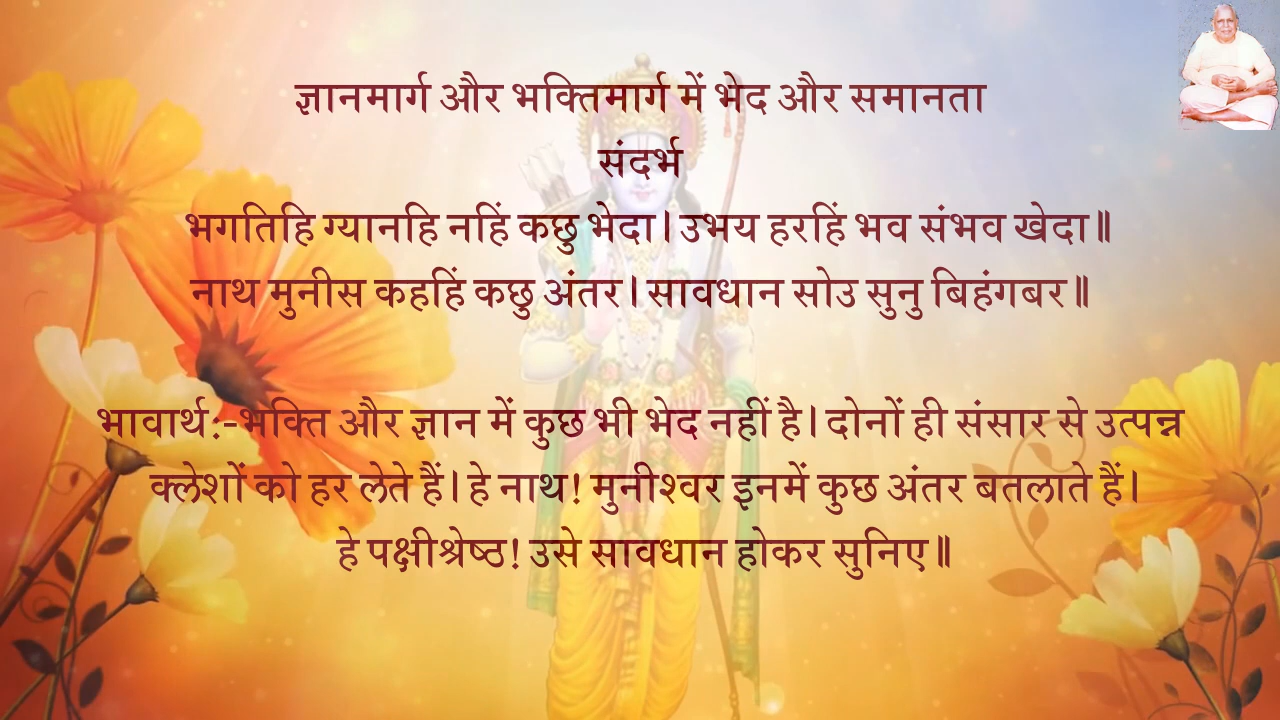 ज्ञानमार्ग और भक्तिमार्ग में भेद और समानता
संदर्भ
भगतिहि ग्यानहि नहिं कछु भेदा। उभय हरहिं भव संभव खेदा॥
नाथ मुनीस कहहिं कछु अंतर। सावधान सोउ सुनु बिहंगबर॥
भावार्थ:-भक्ति और ज्ञान में कुछ भी भेद नहीं है। दोनों ही संसार से उत्पन्न
क्लेशों को हर लेते हैं। हे नाथ! मुनीश्वर इनमें कुछ अंतर बतलाते हैं।
हे पक्षीश्रेष्ठ! उसे सावधान होकर सुनिए॥